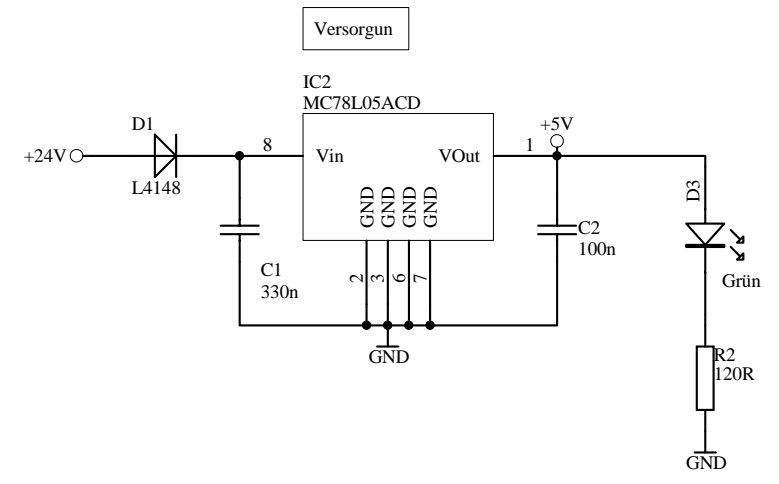 Versorgun
IC2
MC78L05ACD
D1
+24V
L4148
8
Vin
VOut
1
+5V
GND
GND
GND
GND
2
3
6
7
C1
330n
C2
100n
D3
Grün
GND
R2
120R
GND